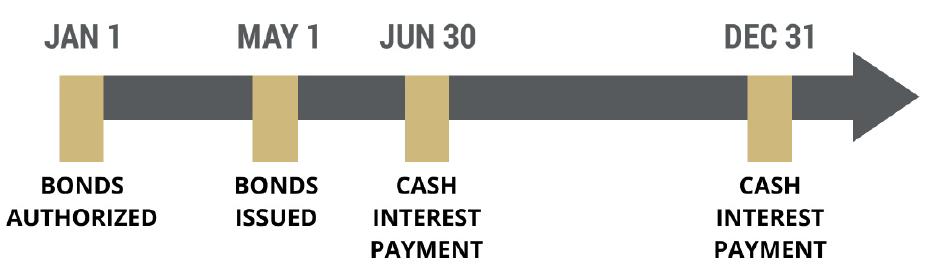 JAN 1 MAY 1 JUN 30 DEC 31
BONDS AUTHORIZED
BONDS ISSUED
CASH INTEREST PAYMENT
CASH INTEREST PAYMENT